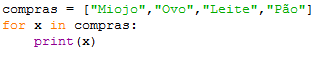 compras = ["Miojo","Ovo","Leite","Pão"]
for x in compras:
    print(x)